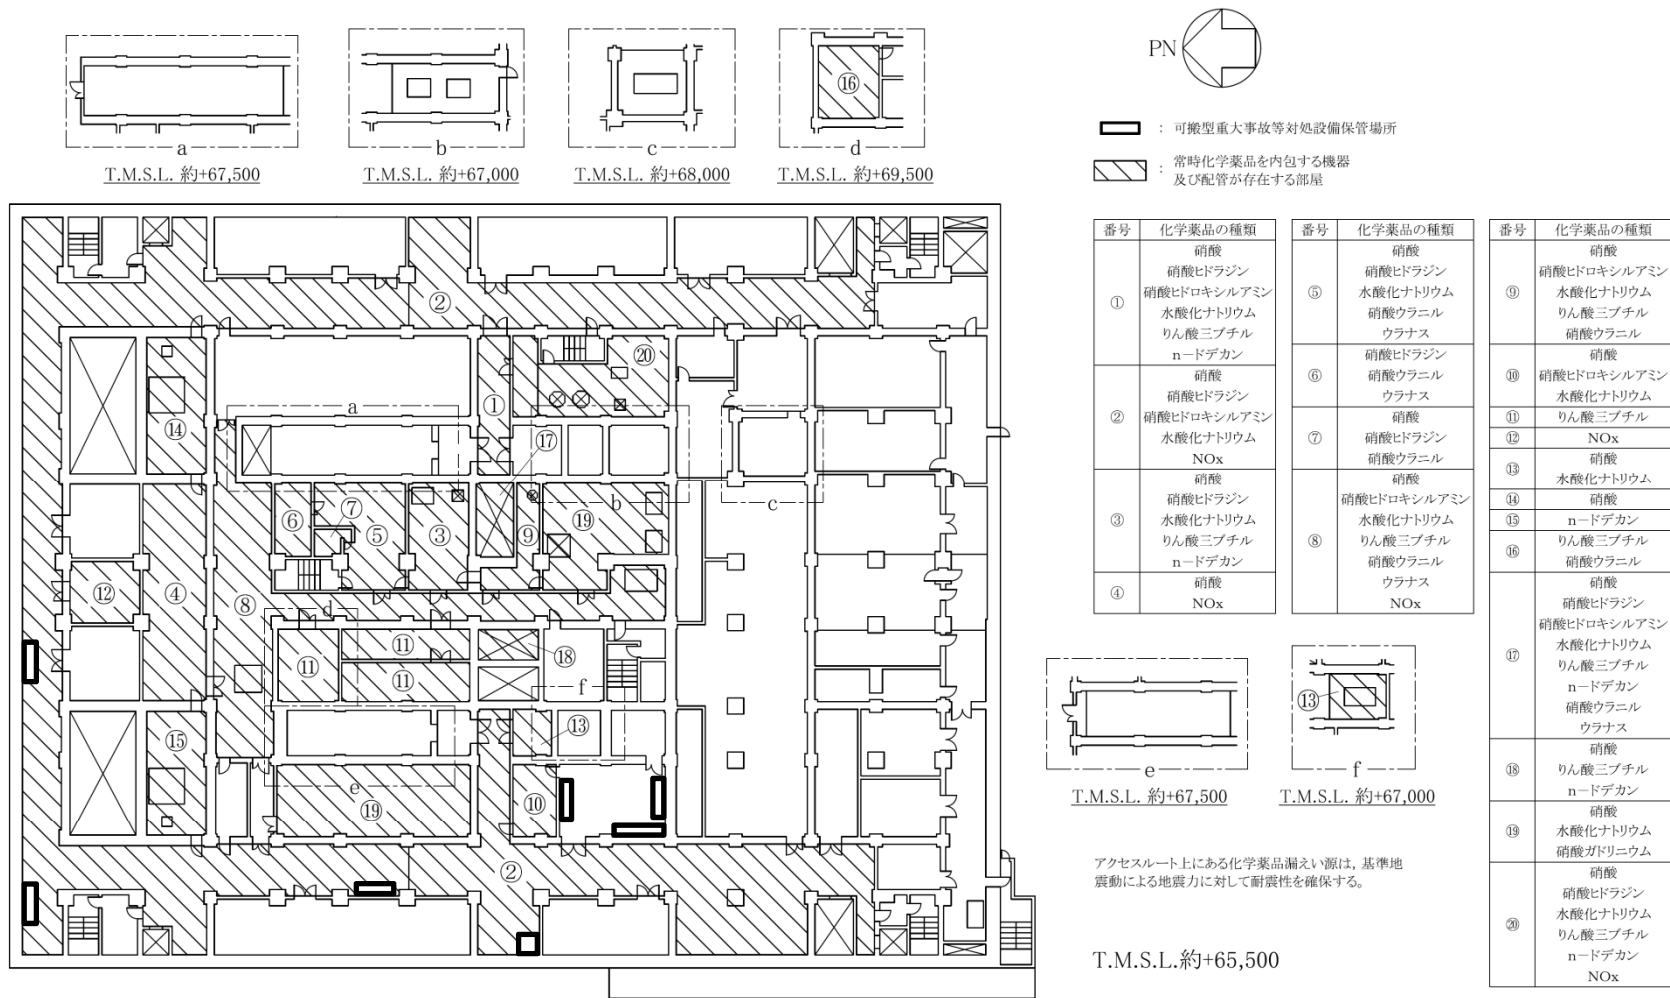 PN
a
T.M.S.L. 約+67,500
b
T.M.S.L. 約+67,000
c
T.M.S.L. 約+68,000
⑯
d
T.M.S.L. 約+69,500
: 可搬型重大事故等対処設備保管場所
: 常時化学薬品を内包する機器
及び配管が存在する部屋
②
⑳
①
a
⑭
⑰
b
c
⑥
⑦
⑤
③
⑨
⑲
⑫
④
⑧
d
⑪
⑪
⑪
⑱
f
⑬
⑮
e
⑲
⑩
②
番号 化学薬品の種類
①
硝酸
硝酸ヒドラジン
硝酸ヒドロキシルアミン
水酸化ナトリウム
りん酸三ブチル
n－ドデカン
②
硝酸
硝酸ヒドラジン
硝酸ヒドロキシルアミン
水酸化ナトリウム
NOx
③
硝酸
硝酸ヒドラジン
水酸化ナトリウム
りん酸三ブチル
n－ドデカン
④
硝酸
NOx
番号 化学薬品の種類
⑤
硝酸
硝酸ヒドラジン
水酸化ナトリウム
硝酸ウラニル
ウラナス
⑥
硝酸ヒドラジン
硝酸ウラニル
ウラナス
⑦
硝酸
硝酸ヒドラジン
硝酸ウラニル
⑧
硝酸
硝酸ヒドロキシルアミン
水酸化ナトリウム
りん酸三ブチル
硝酸ウラニル
ウラナス
NOx
番号 化学薬品の種類
⑨
硝酸
硝酸ヒドロキシルアミン
水酸化ナトリウム
りん酸三ブチル
硝酸ウラニル
⑩
硝酸
硝酸ヒドロキシルアミン
水酸化ナトリウム
⑪ りん酸三ブチル
⑫ NOx
⑬
硝酸
水酸化ナトリウム
⑭ 硝酸
⑮ n－ドデカン
⑯
りん酸三ブチル
硝酸ウラニル
⑰
硝酸
硝酸ヒドラジン
硝酸ヒドロキシルアミン
水酸化ナトリウム
りん酸三ブチル
n－ドデカン
硝酸ウラニル
ウラナス
⑱
硝酸
りん酸三ブチル
n－ドデカン
⑲
硝酸
水酸化ナトリウム
硝酸ガドリニウム
⑳
硝酸
硝酸ヒドラジン
水酸化ナトリウム
りん酸三ブチル
n－ドデカン
NOx
e
T.M.S.L. 約+67,500
⑬
f
T.M.S.L. 約+67,000
アクセスルート上にある化学薬品漏えい源は，基準地
震動による地震力に対して耐震性を確保する。
T.M.S.L.約+65,500